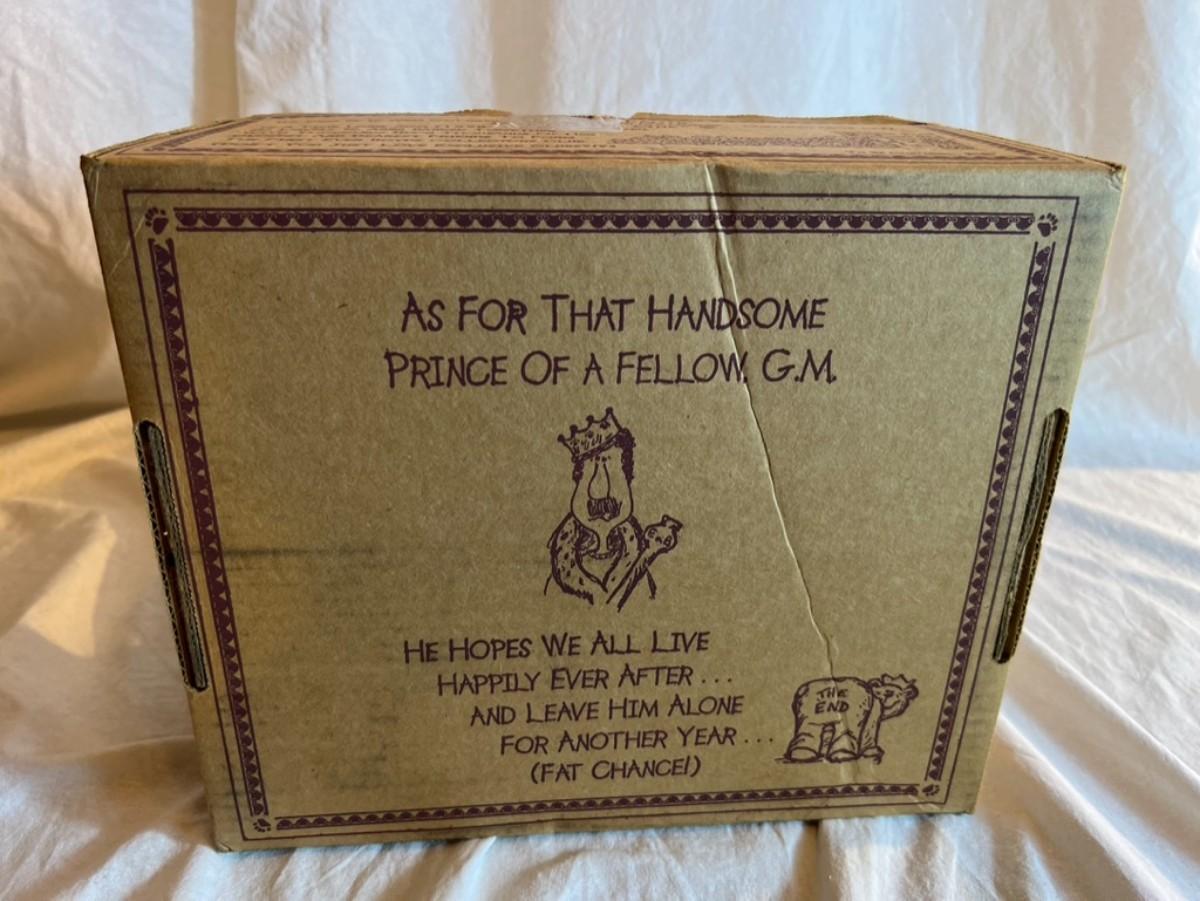 As For That Handsome
Prince Of A Fellow, G.M.
He Hopes We All Live
Happily Ever After . . .
And Leave Him Alone
For Another Year . . .
(Fat Chance!)
The
End